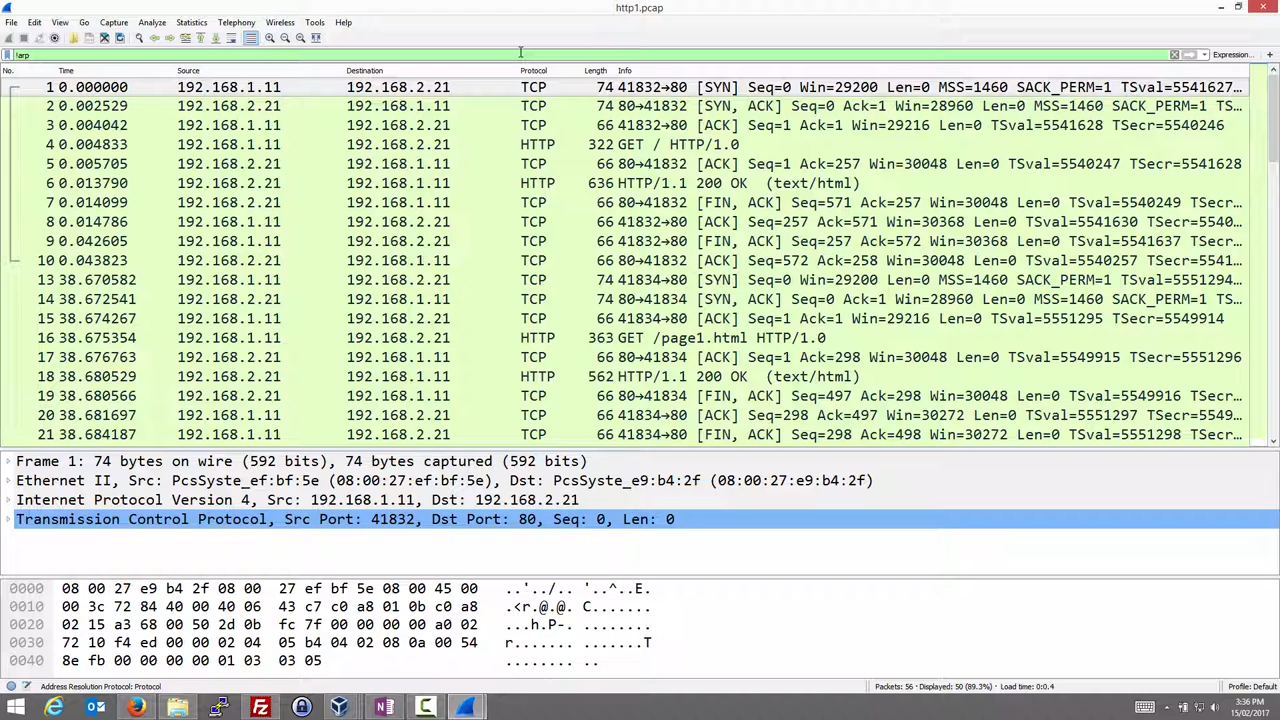 http1.pcap
File Edit View Go Capture Analyze Statistics Telephony Wireless Tools Help
!arp Expression… +
No. Time Source Destination Protocol Length Info
1 0.000000 192.168.1.11 192.168.2.21 TCP 74 41832→80 [SYN] Seq=0 Win=29200 Len=0 MSS=1460 SACK_PERM=1 TSval=5541627…
2 0.002529 192.168.2.21 192.168.1.11 TCP 74 80→41832 [SYN, ACK] Seq=0 Ack=1 Win=28960 Len=0 MSS=1460 SACK_PERM=1 TS…
3 0.004042 192.168.1.11 192.168.2.21 TCP 66 41832→80 [ACK] Seq=1 Ack=1 Win=29216 Len=0 TSval=5541628 TSecr=5540246
4 0.004833 192.168.1.11 192.168.2.21 HTTP 322 GET / HTTP/1.0
5 0.005705 192.168.2.21 192.168.1.11 TCP 66 80→41832 [ACK] Seq=1 Ack=257 Win=30048 Len=0 TSval=5540247 TSecr=5541628
6 0.013790 192.168.2.21 192.168.1.11 HTTP 636 HTTP/1.1 200 OK (text/html)
7 0.014099 192.168.2.21 192.168.1.11 TCP 66 80→41832 [FIN, ACK] Seq=571 Ack=257 Win=30048 Len=0 TSval=5540249 TSecr…
8 0.014786 192.168.1.11 192.168.2.21 TCP 66 41832→80 [ACK] Seq=257 Ack=571 Win=30368 Len=0 TSval=5541630 TSecr=5540…
9 0.042605 192.168.1.11 192.168.2.21 TCP 66 41832→80 [FIN, ACK] Seq=257 Ack=572 Win=30368 Len=0 TSval=5541637 TSecr…
10 0.043823 192.168.2.21 192.168.1.11 TCP 66 80→41832 [ACK] Seq=572 Ack=258 Win=30048 Len=0 TSval=5540257 TSecr=5541…
13 38.670582 192.168.1.11 192.168.2.21 TCP 74 41834→80 [SYN] Seq=0 Win=29200 Len=0 MSS=1460 SACK_PERM=1 TSval=5551294…
14 38.672541 192.168.2.21 192.168.1.11 TCP 74 80→41834 [SYN, ACK] Seq=0 Ack=1 Win=28960 Len=0 MSS=1460 SACK_PERM=1 TS…
15 38.674267 192.168.1.11 192.168.2.21 TCP 66 41834→80 [ACK] Seq=1 Ack=1 Win=29216 Len=0 TSval=5551295 TSecr=5549914
16 38.675354 192.168.1.11 192.168.2.21 HTTP 363 GET /page1.html HTTP/1.0
17 38.676763 192.168.2.21 192.168.1.11 TCP 66 80→41834 [ACK] Seq=1 Ack=298 Win=30048 Len=0 TSval=5549915 TSecr=5551296
18 38.680529 192.168.2.21 192.168.1.11 HTTP 562 HTTP/1.1 200 OK (text/html)
19 38.680566 192.168.2.21 192.168.1.11 TCP 66 80→41834 [FIN, ACK] Seq=497 Ack=298 Win=30048 Len=0 TSval=5549916 TSecr…
20 38.681697 192.168.1.11 192.168.2.21 TCP 66 41834→80 [ACK] Seq=298 Ack=497 Win=30272 Len=0 TSval=5551297 TSecr=5549…
21 38.684187 192.168.1.11 192.168.2.21 TCP 66 41834→80 [FIN, ACK] Seq=298 Ack=498 Win=30272 Len=0 TSval=5551298 TSecr…
Frame 1: 74 bytes on wire (592 bits), 74 bytes captured (592 bits)
Ethernet II, Src: PcsSyste_ef:bf:5e (08:00:27:ef:bf:5e), Dst: PcsSyste_e9:b4:2f (08:00:27:e9:b4:2f)
Internet Protocol Version 4, Src: 192.168.1.11, Dst: 192.168.2.21
Transmission Control Protocol, Src Port: 41832, Dst Port: 80, Seq: 0, Len: 0
0000 08 00 27 e9 b4 2f 08 00 27 ef bf 5e 08 00 45 00 ..'../.. '..^..E.
0010 00 3c 72 84 40 00 40 06 43 c7 c0 a8 01 0b c0 a8 .<r.@.@. C.......
0020 02 15 a3 68 00 50 2d 0b fc 7f 00 00 00 00 a0 02 ...h.P-. ........
0030 72 10 f4 ed 00 00 02 04 05 b4 04 02 08 0a 00 54 r....... .......T
0040 8e fb 00 00 00 00 01 03 03 05 ........ ..
Address Resolution Protocol: Protocol Packets: 56 · Displayed: 50 (89.3%) · Load time: 0:0.4 Profile: Default
3:36 PM
15/02/2017